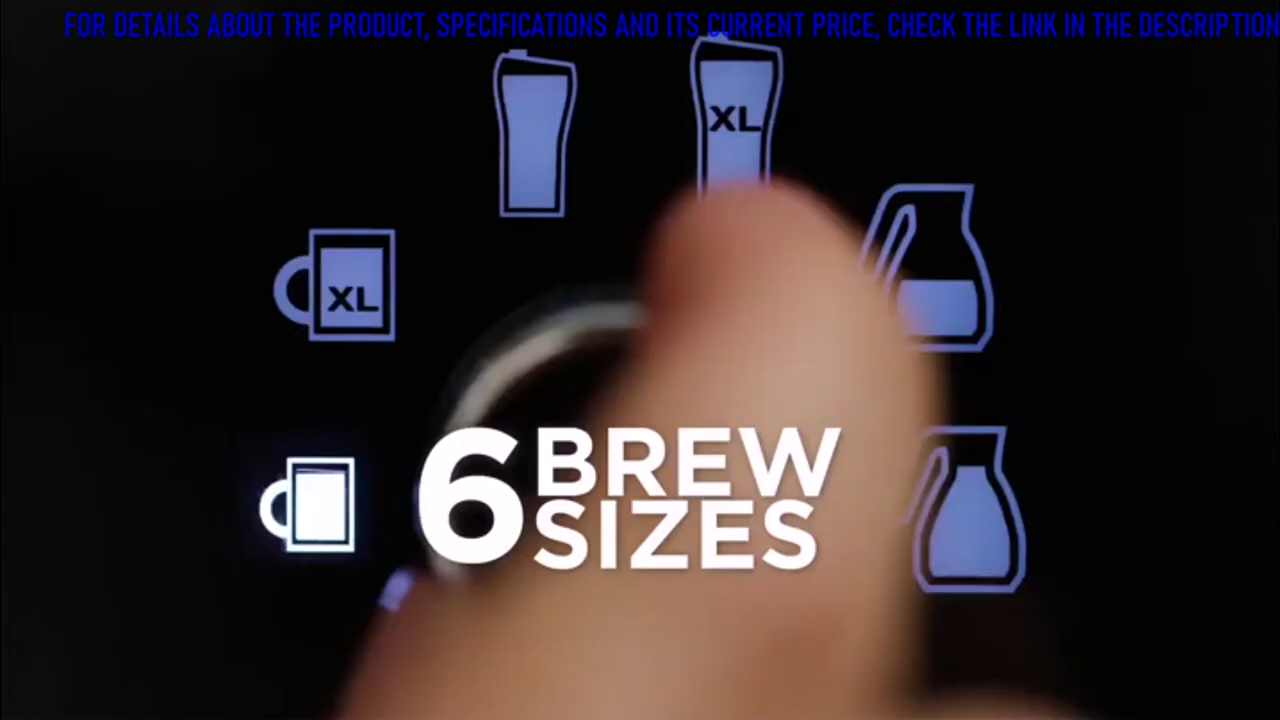 FOR DETAILS ABOUT THE PRODUCT, SPECIFICATIONS AND ITS CURRENT PRICE, CHECK THE LINK IN THE DESCRIPTION
XL
XL
6 BREW
SIZES